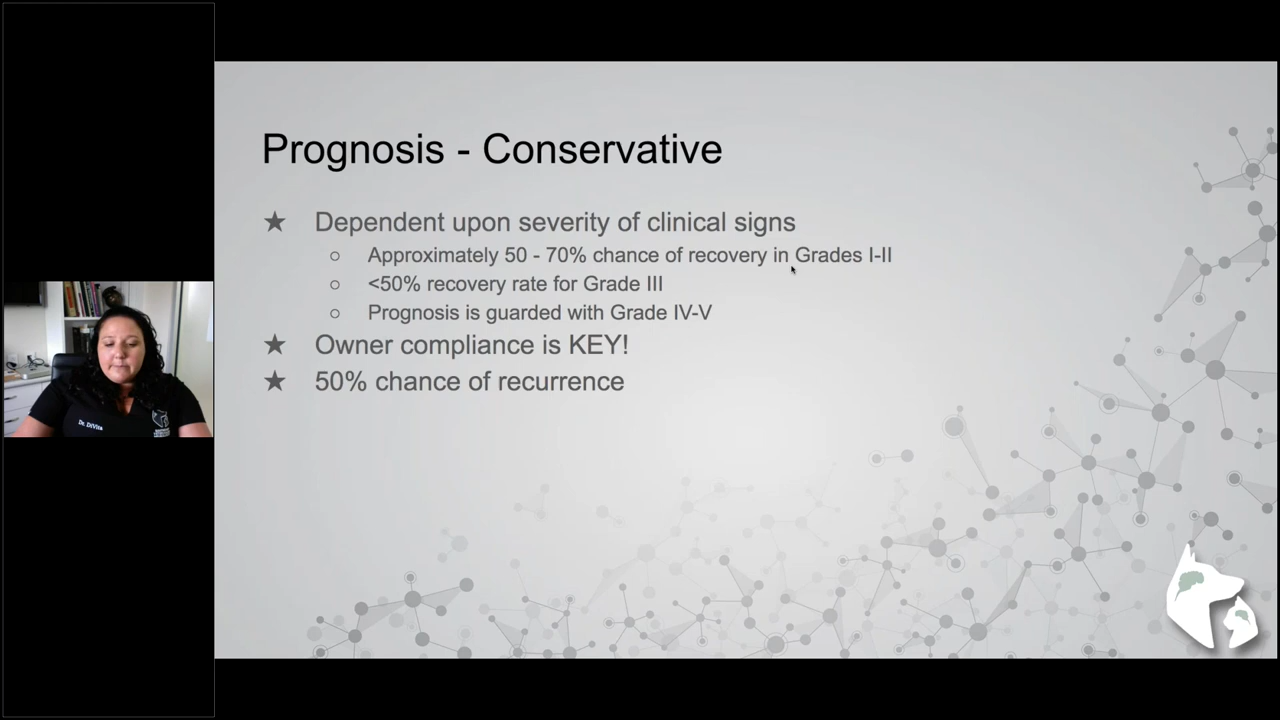 Prognosis - Conservative
★ Dependent upon severity of clinical signs
○ Approximately 50 - 70% chance of recovery in Grades I-II
○ <50% recovery rate for Grade III
○ Prognosis is guarded with Grade IV-V
★ Owner compliance is KEY!
★ 50% chance of recurrence
Dr. DiVita